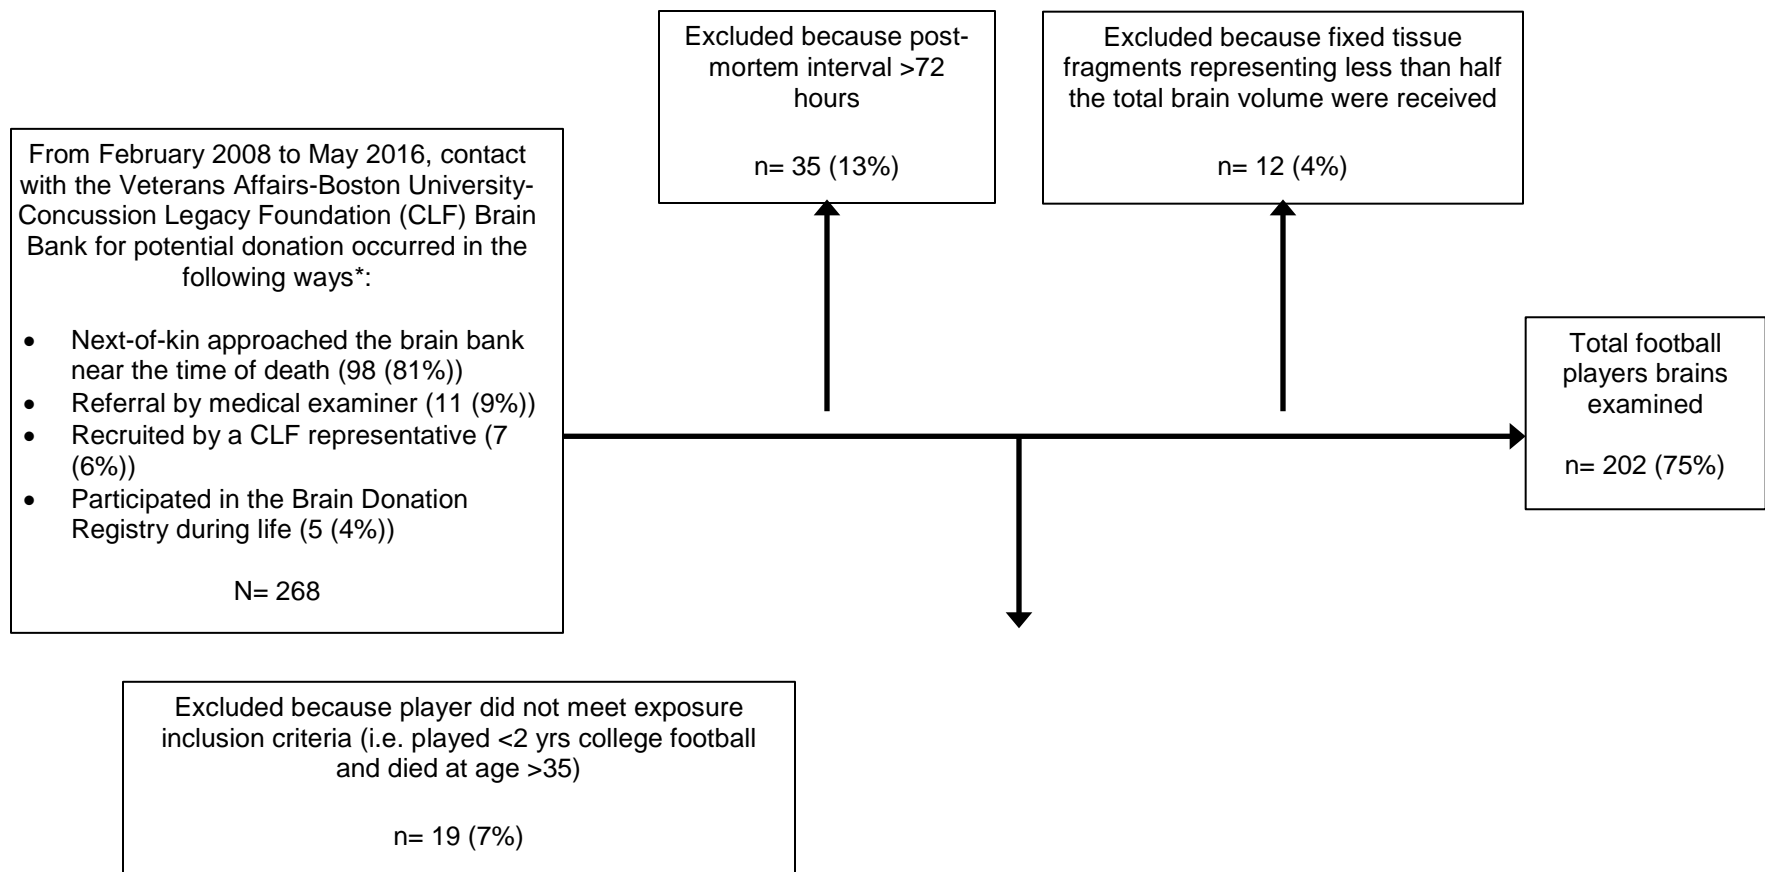 Excluded because post-
mortem interval >72
hours
n= 35 (13%)
Excluded because fixed tissue
fragments representing less than half
the total brain volume were received
n= 12 (4%)
From February 2008 to May 2016, contact
with the Veterans Affairs-Boston University-
Concussion Legacy Foundation (CLF) Brain
Bank for potential donation occurred in the
following ways*:
• Next-of-kin approached the brain bank
near the time of death (98 (81%))
• Referral by medical examiner (11 (9%))
• Recruited by a CLF representative (7
(6%))
• Participated in the Brain Donation
Registry during life (5 (4%))
N= 268
Total football
players brains
examined
n= 202 (75%)
Excluded because player did not meet exposure
inclusion criteria (i.e. played <2 yrs college football
and died at age >35)
n= 19 (7%)